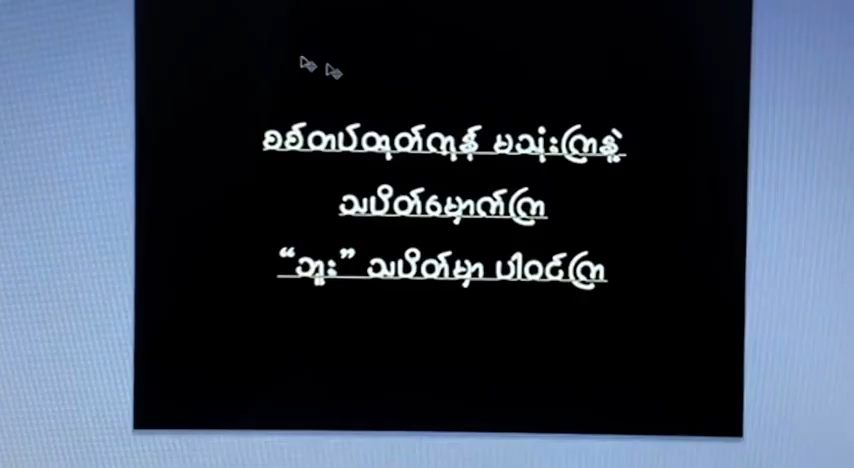 စစ်တပ်ထုတ်ကုန် မသုံးကြနဲ့
သပိတ်မှောက်ကြ
“ဘူး” သပိတ်မှာ ပါဝင်ကြ